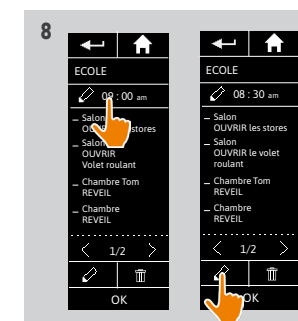 8
ECOLE
09 : 00 am
– Salon
OUVRIR les stores
– Salon
OUVRIR
Volet roulant
– Chambre Tom
REVEIL
– Chambre
REVEIL
1/2
OK
ECOLE
08 : 30 am
– Salon
OUVRIR les stores
– Salon
OUVRIR le volet
roulant
– Chambre Tom
REVEIL
– Chambre
REVEIL
1/2
OK